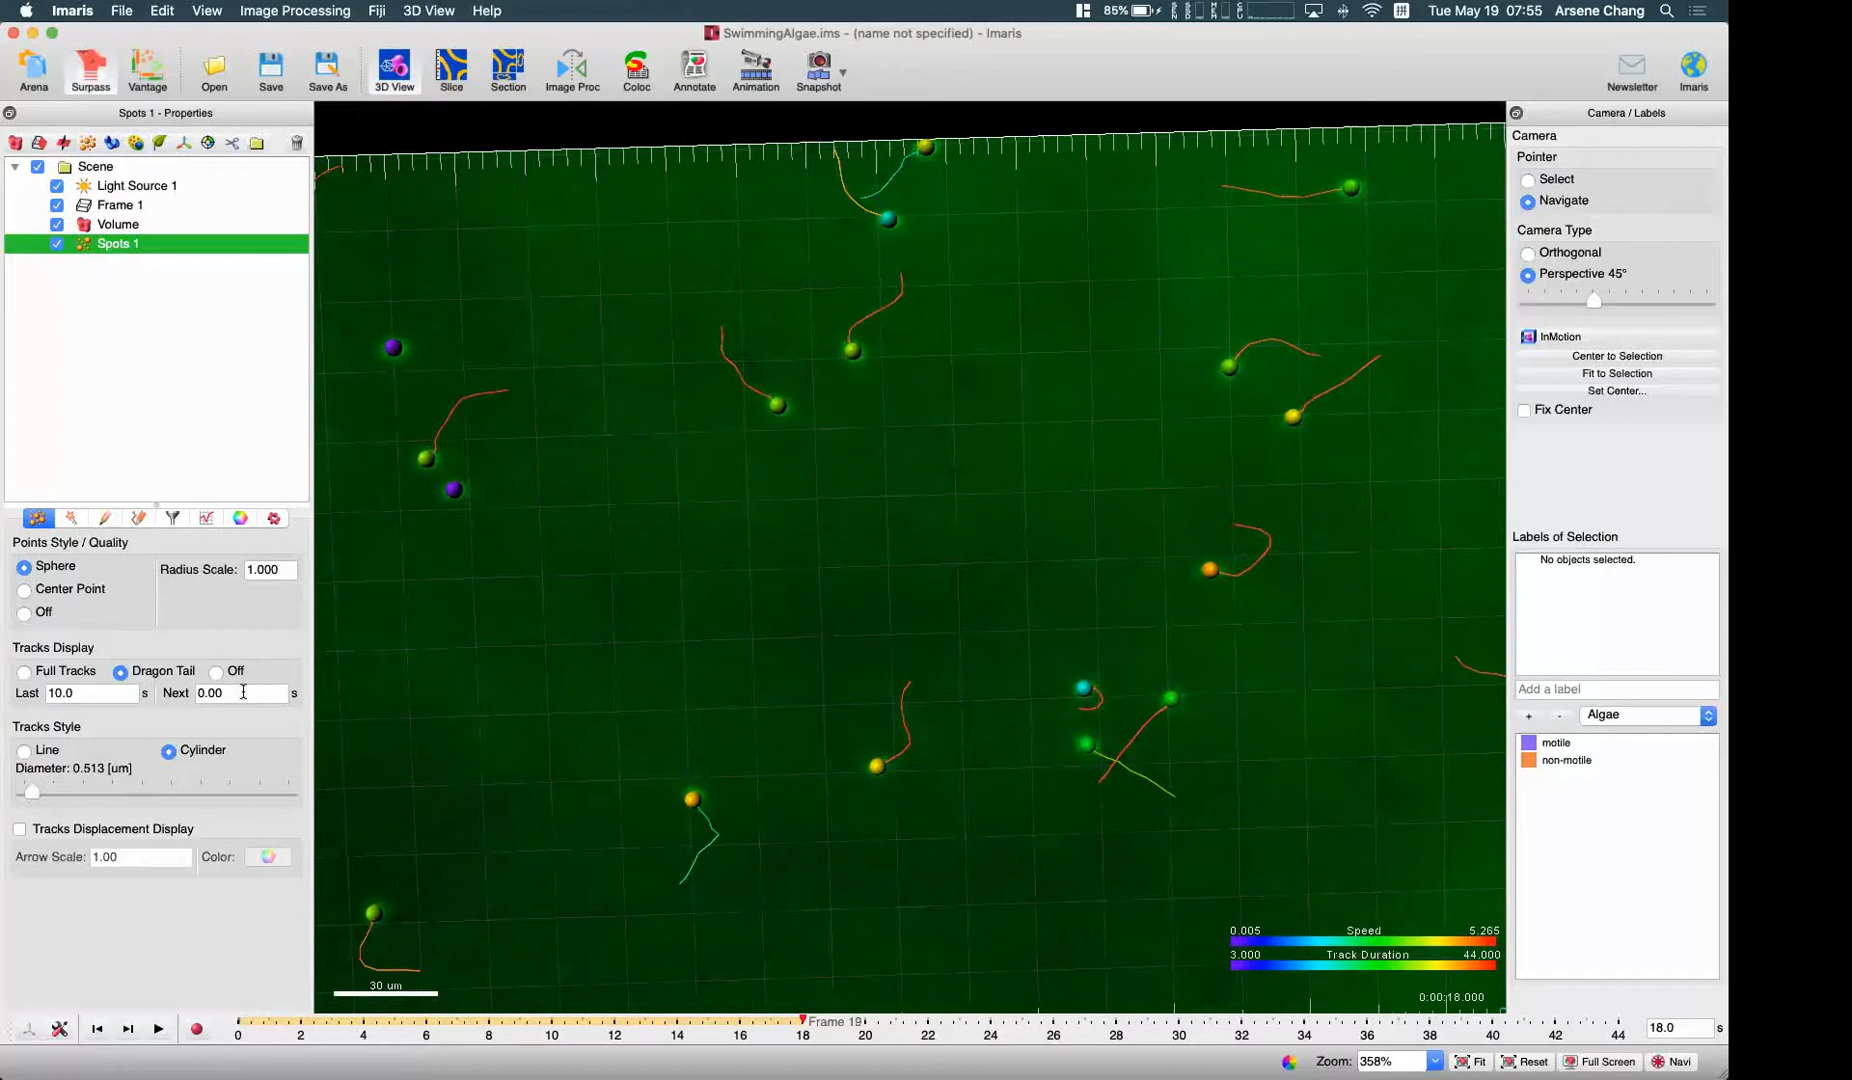 Imaris File Edit View Image Processing Fiji 3D View Help 85% Tue May 19 07:55 Arsene Chang
SwimmingAlgae.ims - (name not specified) - Imaris
Arena Surpass Vantage Open Save Save As 3D View Slice Section Image Proc Coloc Annotate Animation Snapshot Newsletter Imaris
Spots 1 - Properties
Scene
Light Source 1
Frame 1
Volume
Spots 1
Points Style / Quality
Sphere
Radius Scale: 1.000
Center Point
Off
Tracks Display
Full Tracks Dragon Tail Off
Last 10.0 s Next 0.00 s
Tracks Style
Line Cylinder
Diameter: 0.513 [um]
Tracks Displacement Display
Arrow Scale: 1.00 Color:
30 um
0.005 Speed 5.265
3.000 Track Duration 44.000
0:00:18.000
Camera / Labels
Camera
Pointer
Select
Navigate
Camera Type
Orthogonal
Perspective 45°
InMotion
Center to Selection
Fit to Selection
Set Center...
Fix Center
Labels of Selection
No objects selected.
Add a label
+ - Algae
motile
non-motile
Frame 19
0 2 4 6 8 10 12 14 16 18 20 22 24 26 28 30 32 34 36 38 40 42 44
18.0 s
Zoom: 358% Fit Reset Full Screen Navi